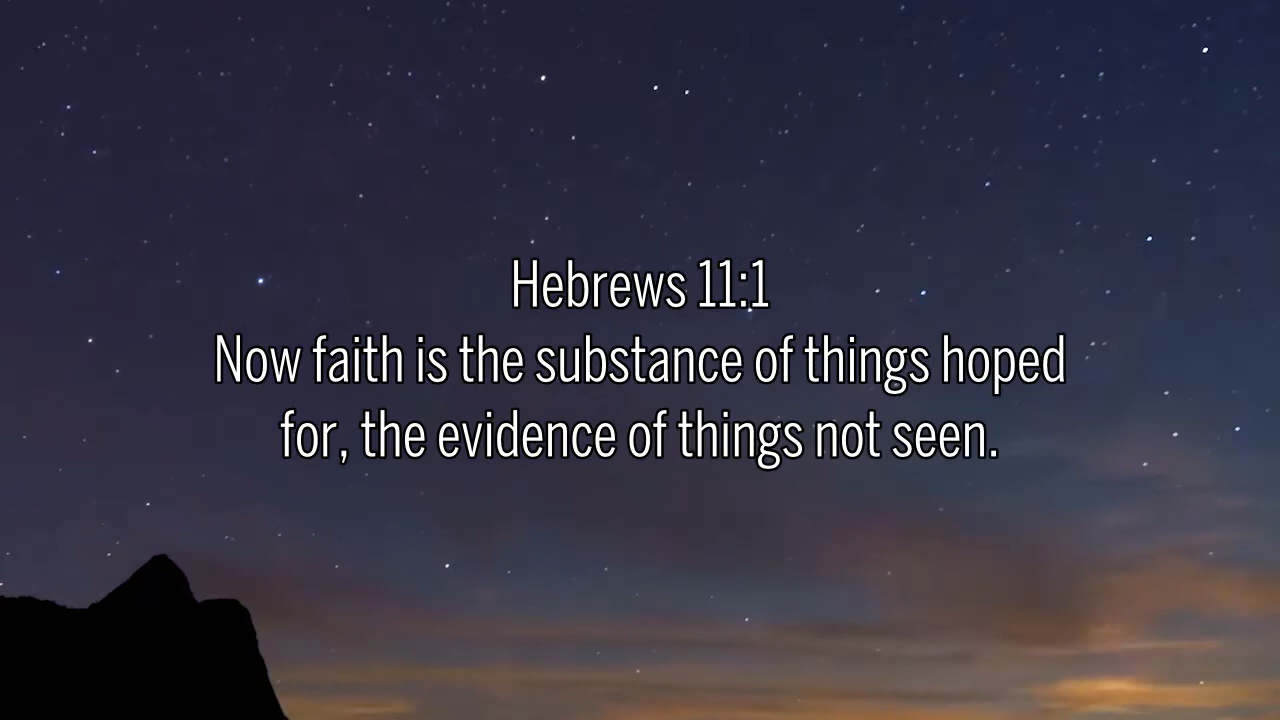 Hebrews 11:1
Now faith is the substance of things hoped
for, the evidence of things not seen.